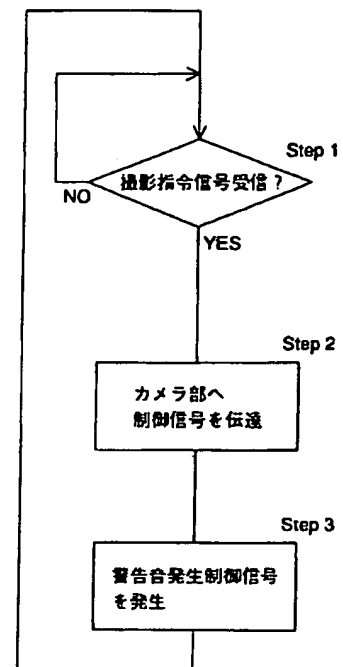 Step 1
撮影指令信号受信？
NO
YES
Step 2
カメラ部へ
制御信号を伝達
Step 3
警告音発生制御信号
を発生